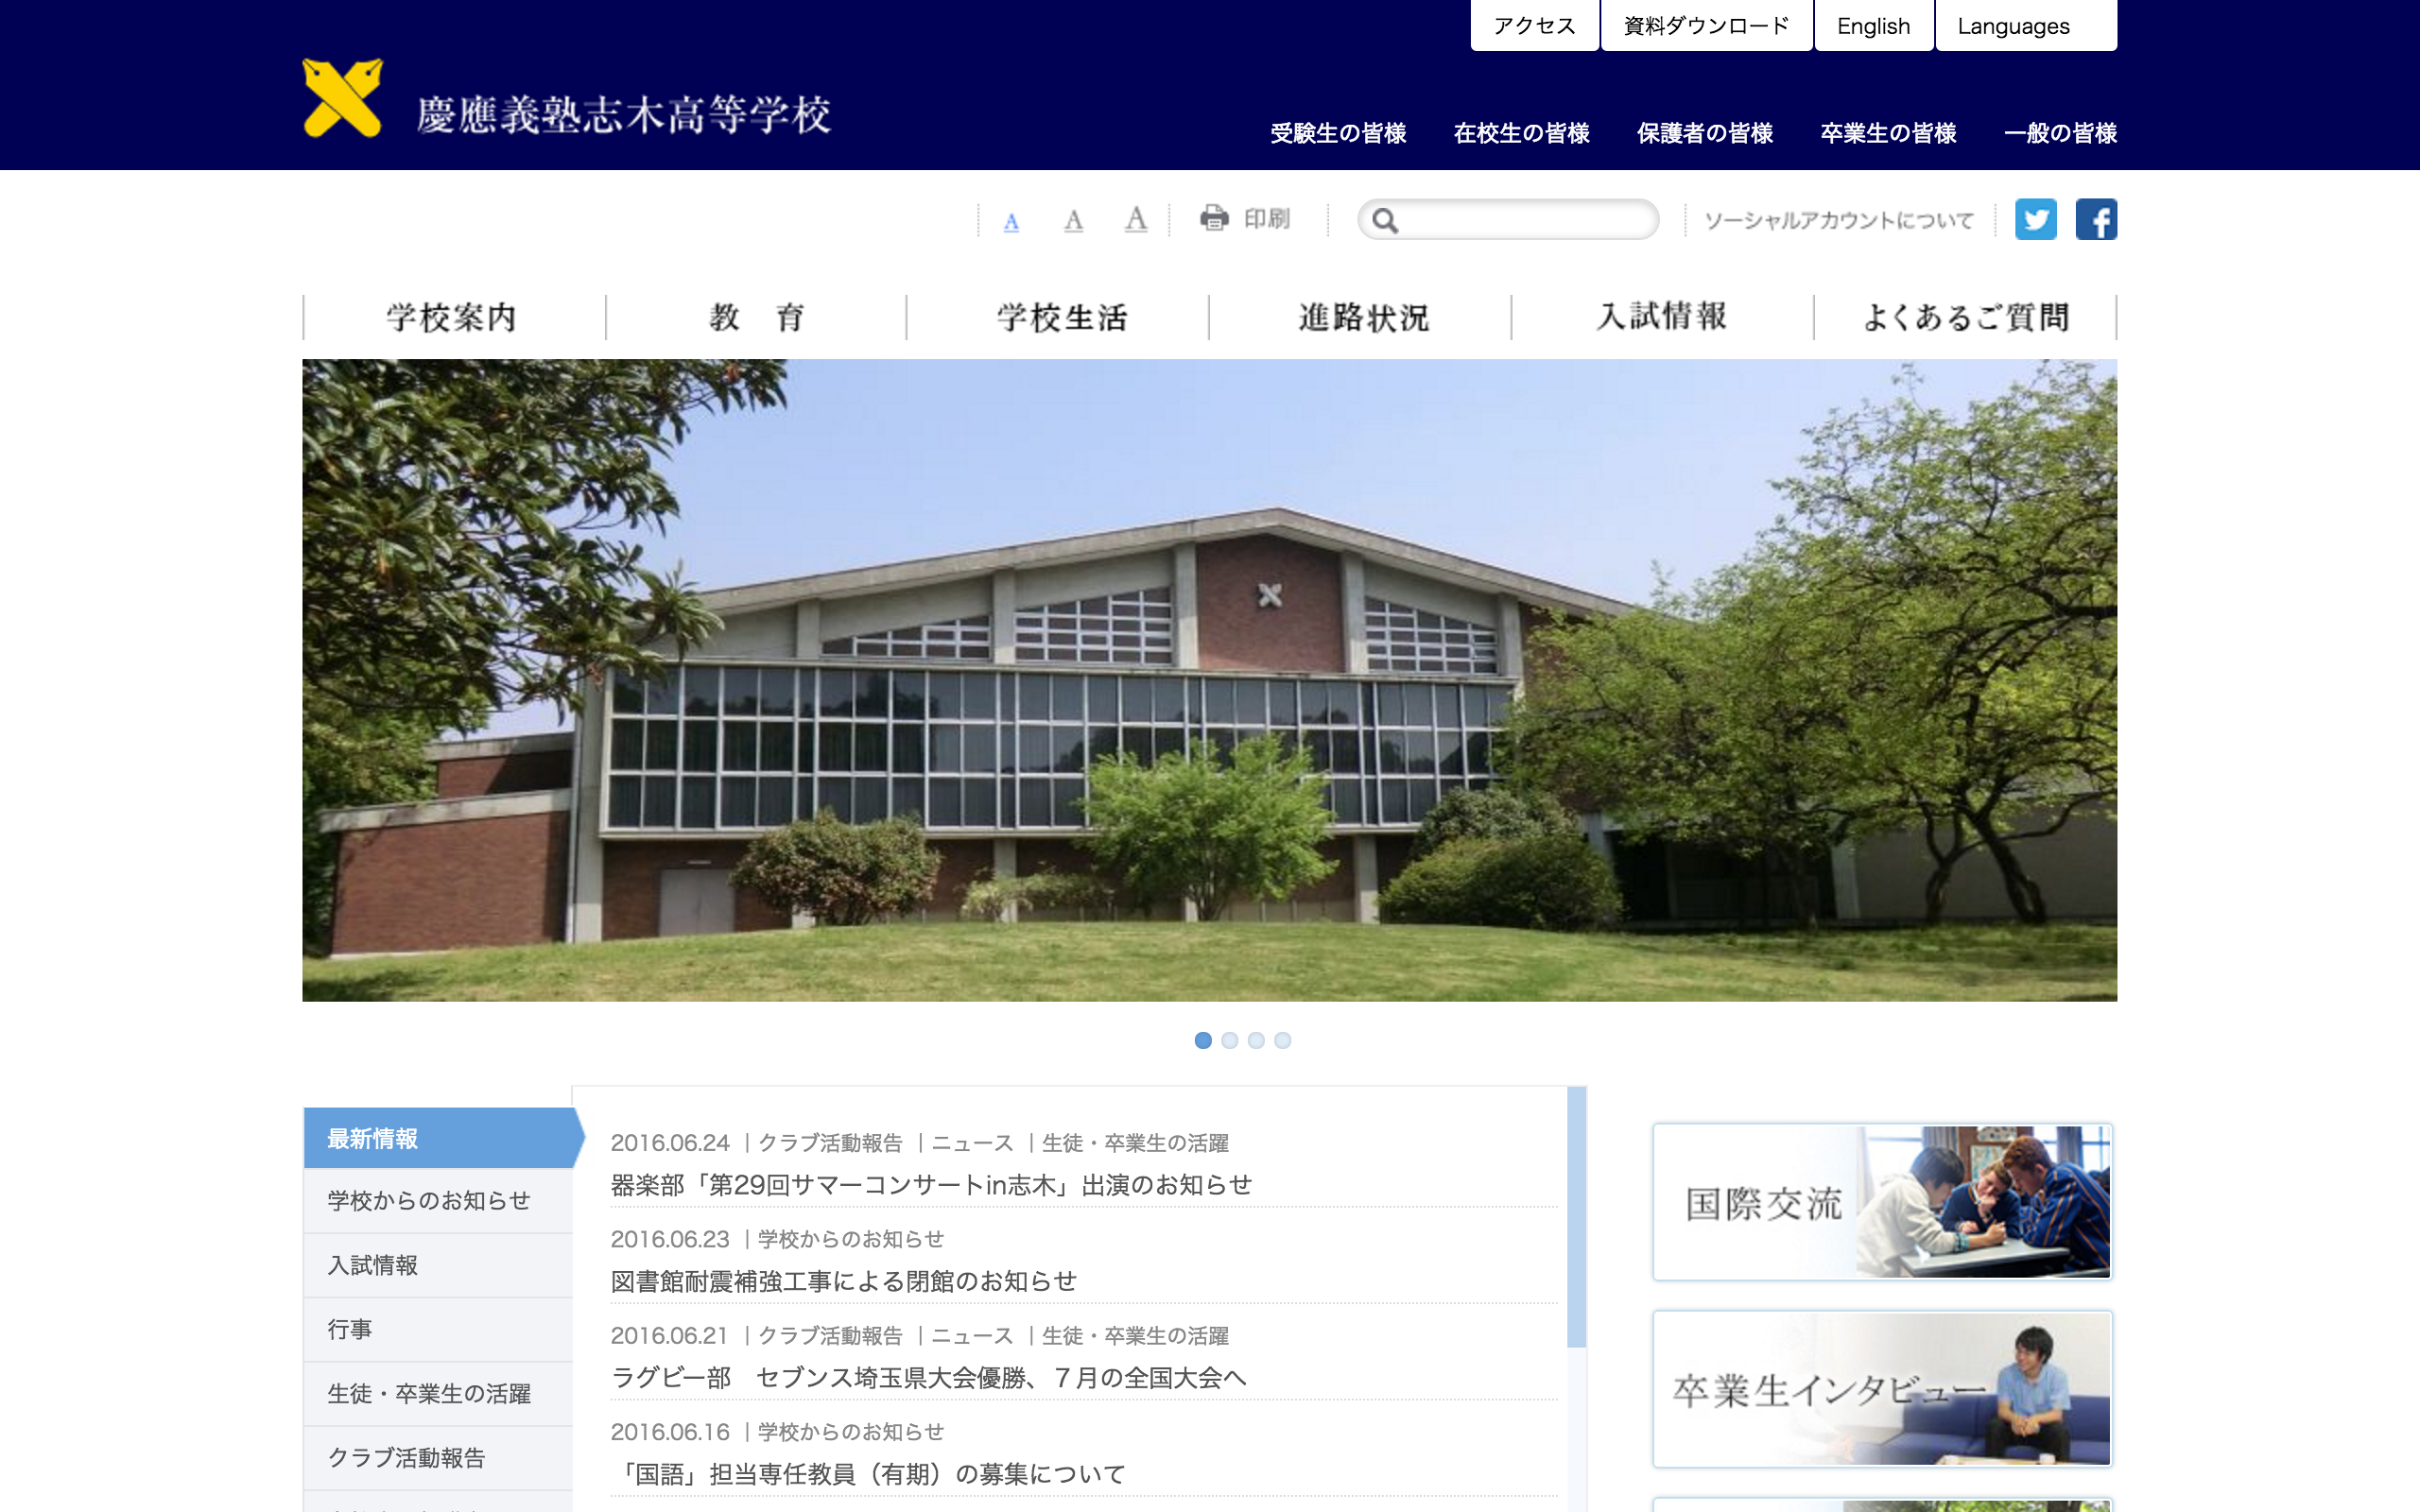 アクセス 資料ダウンロード English Languages
慶應義塾志木高等学校
受験生の皆様 在校生の皆様 保護者の皆様 卒業生の皆様 一般の皆様
A A A 印刷 ソーシャルアカウントについて
学校案内 教 育 学校生活 進路状況 入試情報 よくあるご質問
最新情報
学校からのお知らせ
入試情報
行事
生徒・卒業生の活躍
クラブ活動報告
2016.06.24 | クラブ活動報告 | ニュース | 生徒・卒業生の活躍
器楽部「第29回サマーコンサートin志木」出演のお知らせ
2016.06.23 | 学校からのお知らせ
図書館耐震補強工事による閉館のお知らせ
2016.06.21 | クラブ活動報告 | ニュース | 生徒・卒業生の活躍
ラグビー部　セブンス埼玉県大会優勝、７月の全国大会へ
2016.06.16 | 学校からのお知らせ
「国語」担当専任教員（有期）の募集について
国際交流
卒業生インタビュー